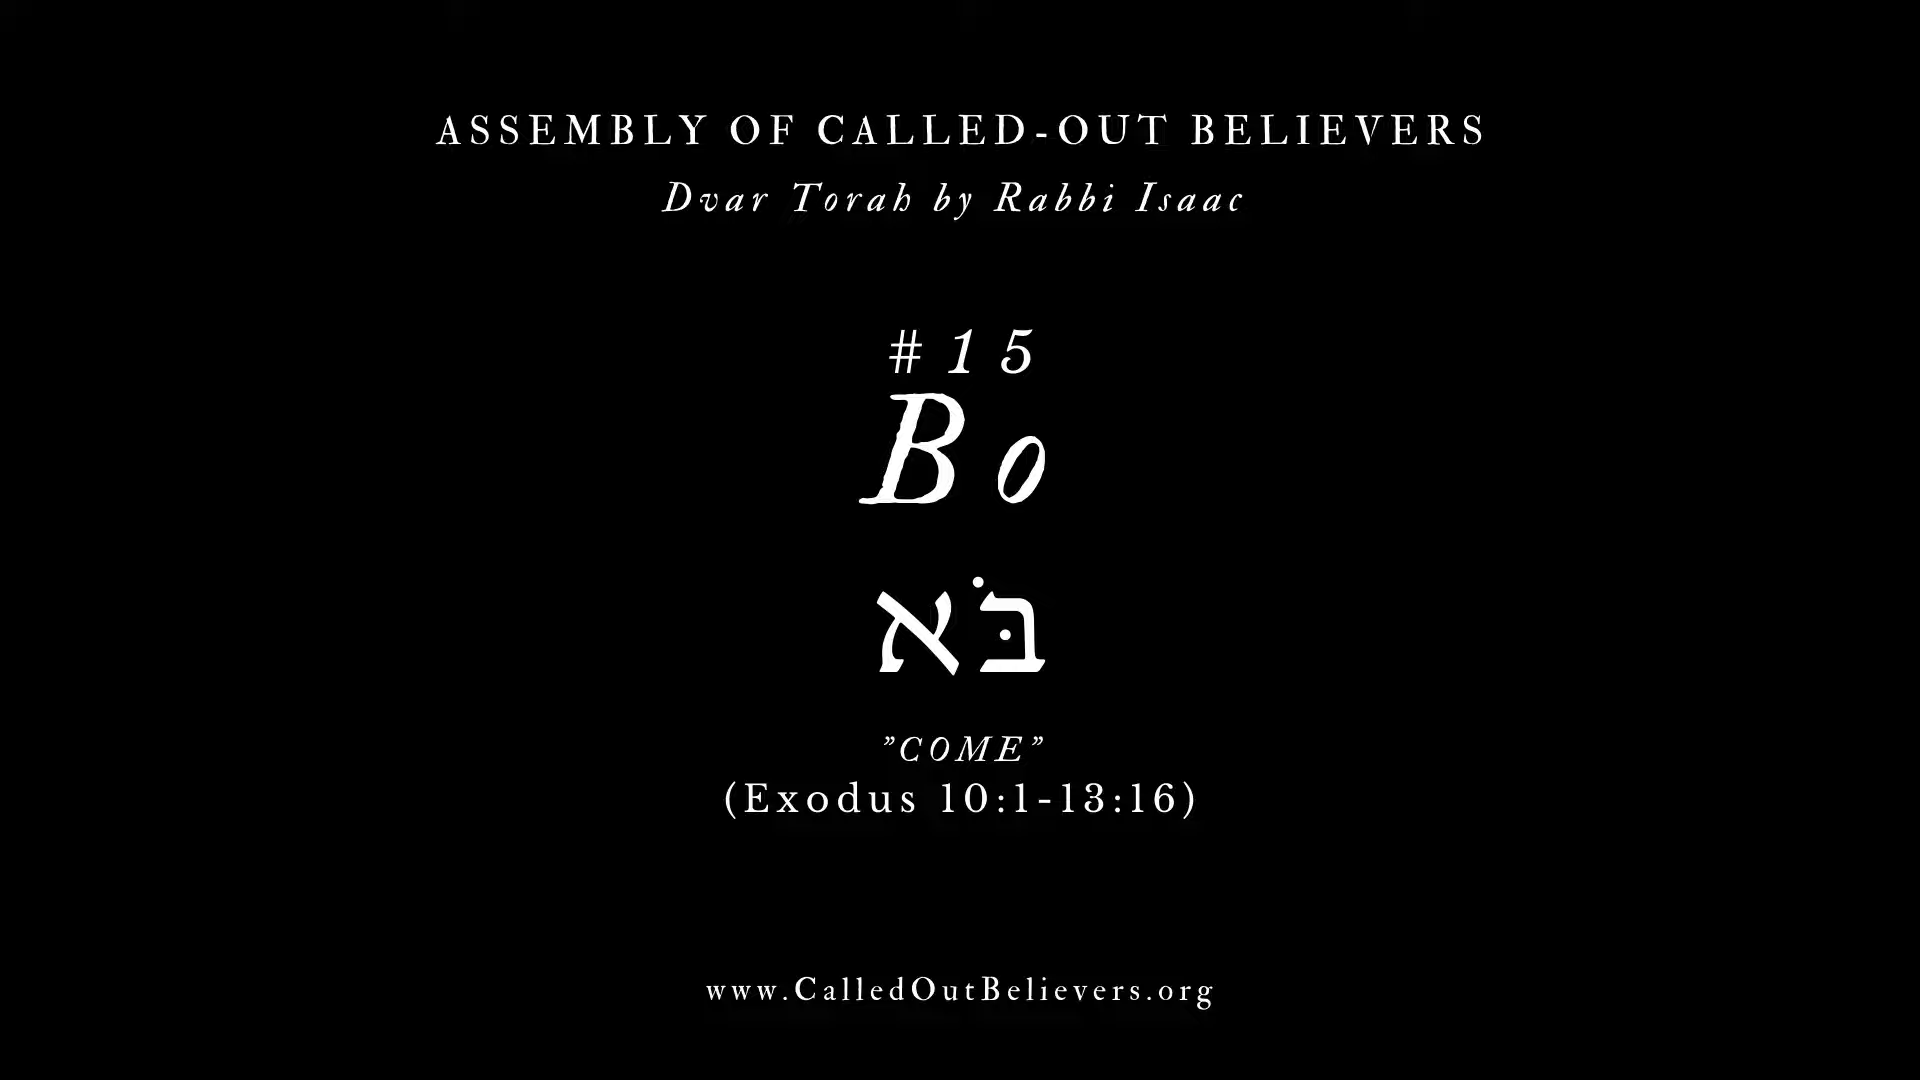 ASSEMBLY OF CALLED-OUT BELIEVERS
Dvar Torah by Rabbi Isaac
#15
Bo
בֹּא
”COME”
(Exodus 10:1-13:16)
www.CalledOutBelievers.org